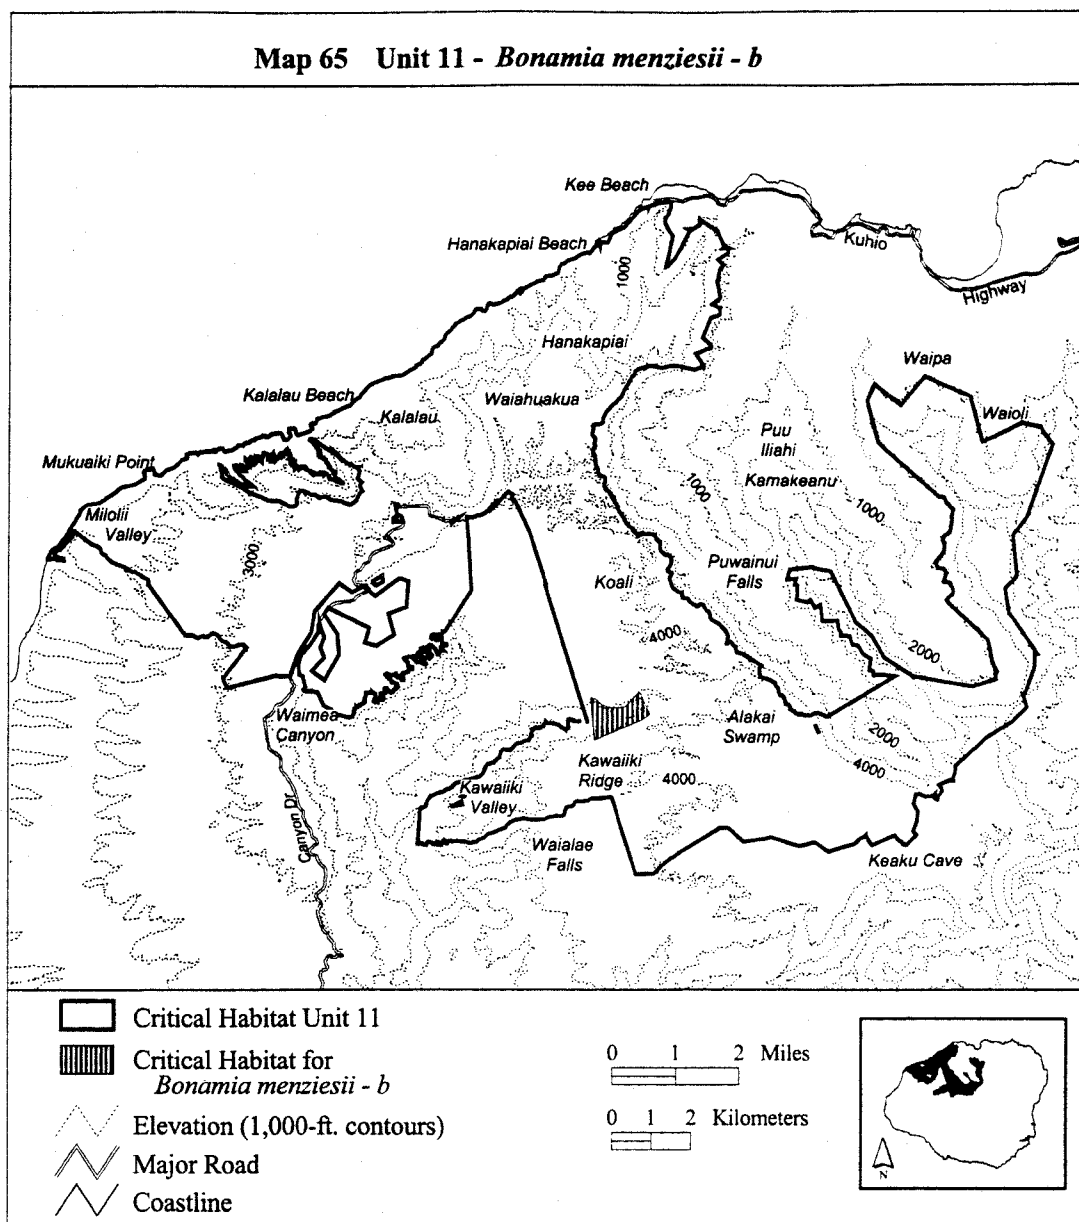 Map 65 Unit 11 - Bonamia menziesii - b
Kee Beach
Hanakapiai Beach
Kuhio
Highway
1000
Hanakapiai
Waipa
Kalalau Beach
Waiahuakua
Kalalau
Waioli
Puu
Iliahi
Mukuaiki Point
Kamakeanu
1000
1000
Milolii
Valley
3000
Puwainui
Falls
Koali
4000
2000
Waimea
Canyon
Alakai
Swamp
2000
Kawaiiki
Ridge
4000
4000
Kawaiiki
Valley
Canyon Dr
Waialae
Falls
Keaku Cave
Critical Habitat Unit 11
Critical Habitat for
Bonamia menziesii - b
Elevation (1,000-ft. contours)
Major Road
Coastline
0 1 2 Miles
0 1 2 Kilometers
N